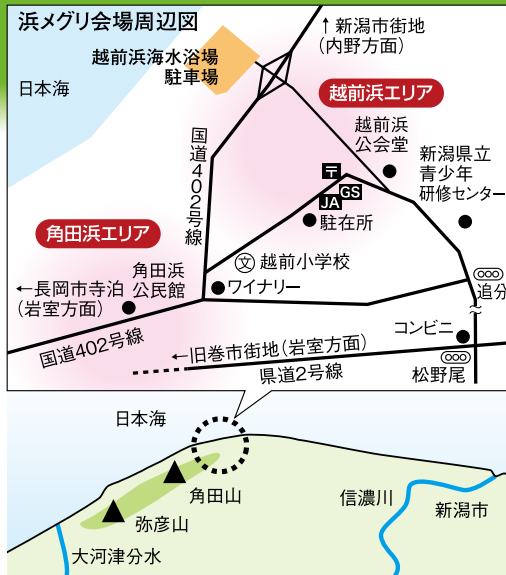 浜メグリ会場周辺図
↑新潟市街地
(内野方面)
越前浜海水浴場
駐車場
日本海
越前浜エリア
越前浜
公会堂
新潟県立
青少年
研修センター
国道402号線
〒
GS
JA
駐在所
角田浜エリア
文 越前小学校
角田浜
公民館
←長岡市寺泊
(岩室方面)
ワイナリー
追分
国道402号線
コンビニ
←旧巻市街地(岩室方面)
県道2号線
松野尾
日本海
角田山
弥彦山
信濃川
新潟市
大河津分水